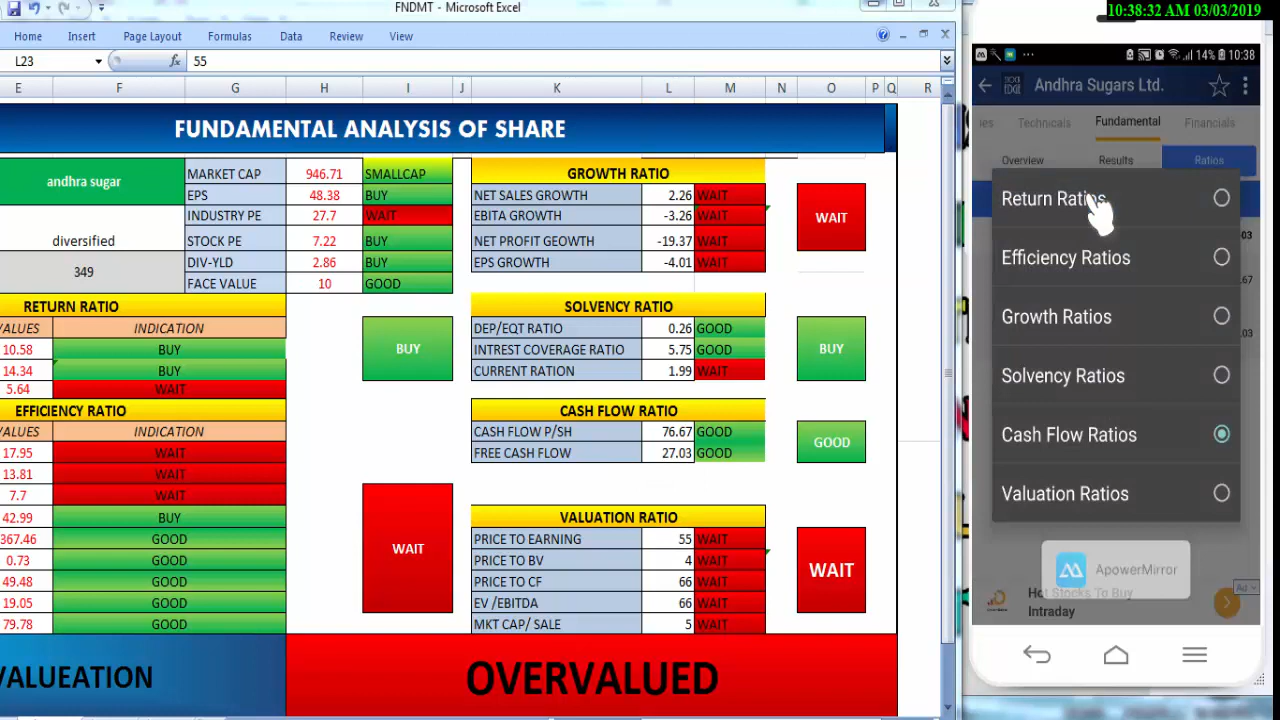 FNDMT - Microsoft Excel
10:38:32 AM 03/03/2019
Home Insert Page Layout Formulas Data Review View
L23 fx 55
E F G H I J K L M N O P Q R
FUNDAMENTAL ANALYSIS OF SHARE
andhra sugar MARKET CAP 946.71 SMALLCAP GROWTH RATIO
EPS 48.38 BUY NET SALES GROWTH 2.26 WAIT
INDUSTRY PE 27.7 WAIT EBITA GROWTH -3.26 WAIT WAIT
diversified STOCK PE 7.22 BUY NET PROFIT GEOWTH -19.37 WAIT
349 DIV-YLD 2.86 BUY EPS GROWTH -4.01 WAIT
FACE VALUE 10 GOOD
RETURN RATIO SOLVENCY RATIO
VALUES INDICATION DEP/EQT RATIO 0.26 GOOD
10.58 BUY BUY INTREST COVERAGE RATIO 5.75 GOOD BUY
14.34 BUY CURRENT RATION 1.99 WAIT
5.64 WAIT
EFFICIENCY RATIO CASH FLOW RATIO
VALUES INDICATION CASH FLOW P/SH 76.67 GOOD GOOD
17.95 WAIT FREE CASH FLOW 27.03 GOOD
13.81 WAIT
7.7 WAIT
42.99 BUY VALUATION RATIO
367.46 GOOD WAIT PRICE TO EARNING 55 WAIT
0.73 GOOD PRICE TO BV 4 WAIT WAIT
49.48 GOOD PRICE TO CF 66 WAIT
19.05 GOOD EV /EBITDA 66 WAIT
79.78 GOOD MKT CAP/ SALE 5 WAIT
VALUEATION OVERVALUED
14% 10:38
STOCK EDGE Andhra Sugars Ltd.
ies Technicals Fundamental Financials
Overview Results Ratios
Return Ratios
03
Efficiency Ratios
.67
Growth Ratios
03
Solvency Ratios
Cash Flow Ratios
Valuation Ratios
ApowerMirror
Ad
Hot Stocks To Buy
Intraday